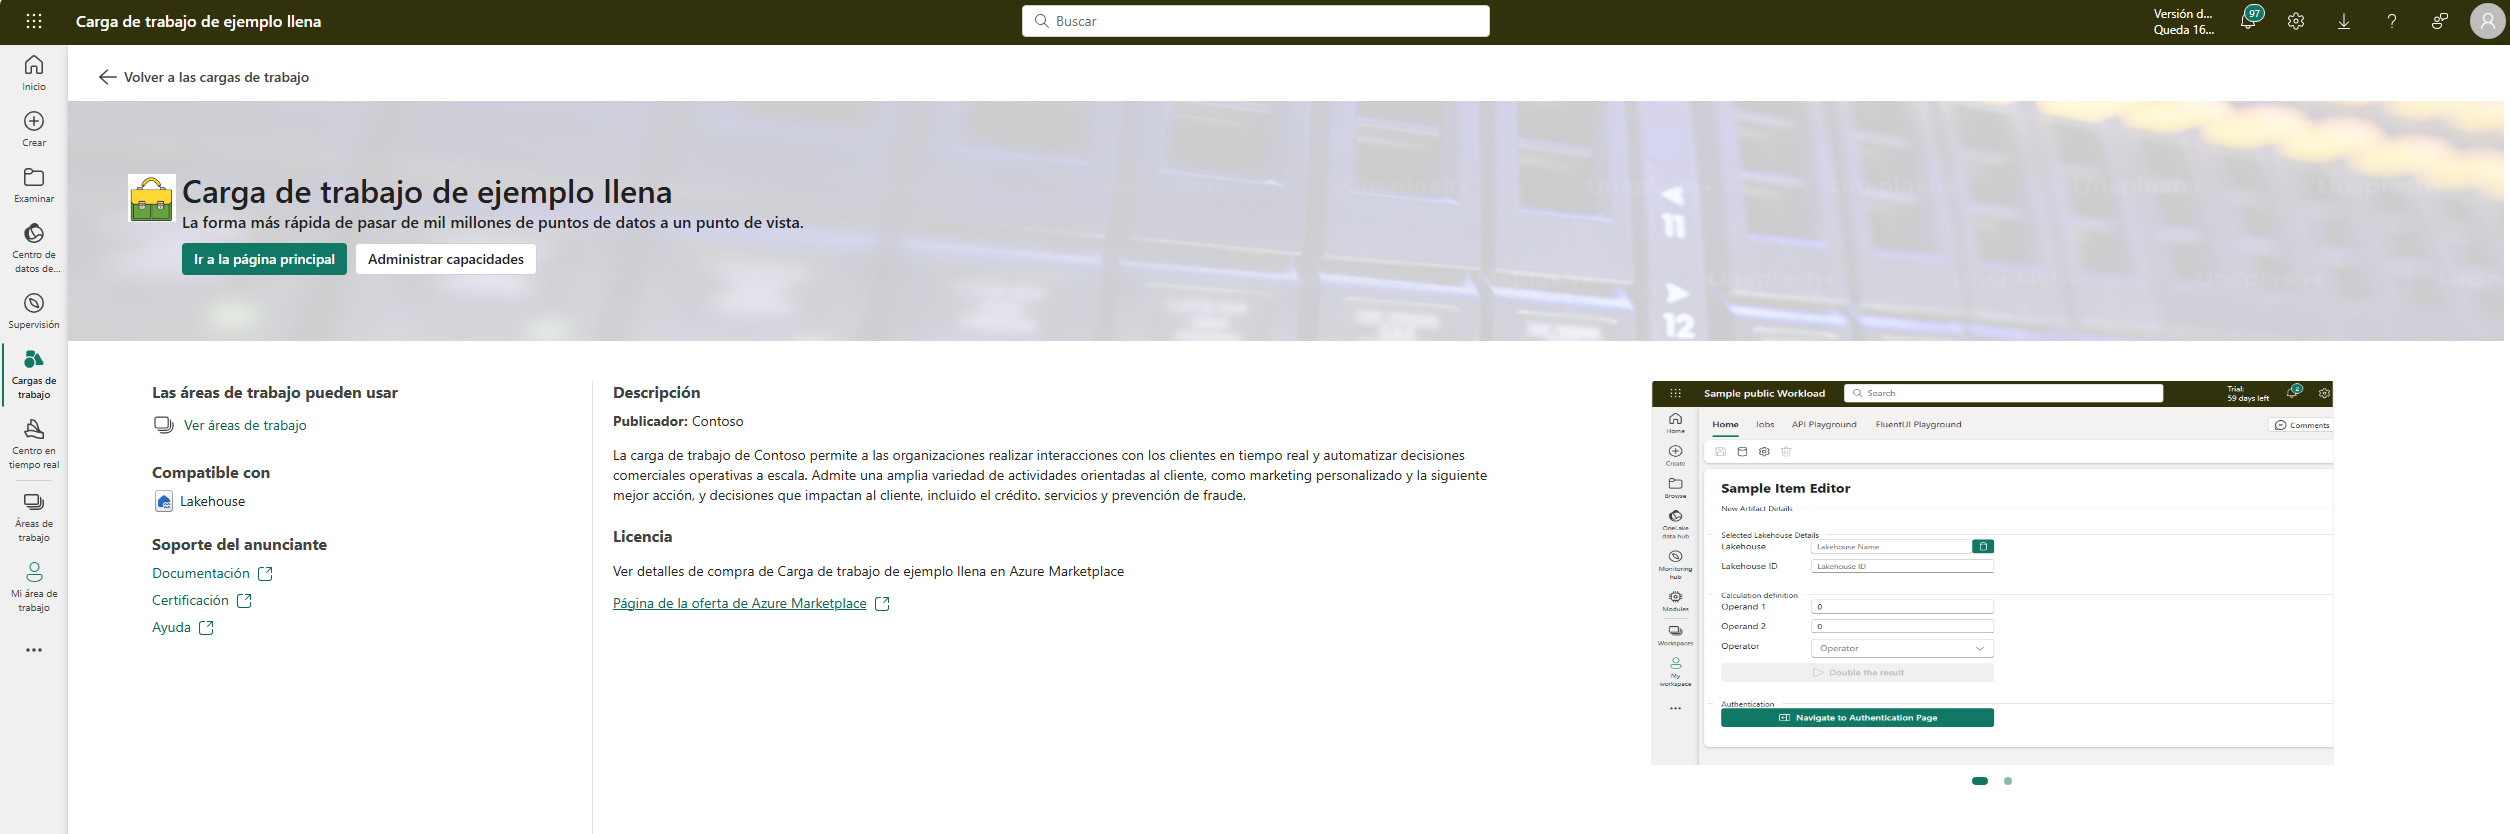 Carga de trabajo de ejemplo llena
Buscar
Versión d...
Queda 16...
97
Inicio
Crear
Examinar
Centro de
datos de...
Supervisión
Cargas de
trabajo
Centro en
tiempo real
Áreas de
trabajo
Mi área de
trabajo
Volver a las cargas de trabajo
Carga de trabajo de ejemplo llena
La forma más rápida de pasar de mil millones de puntos de datos a un punto de vista.
Ir a la página principal
Administrar capacidades
11
12
Unsplash+
Las áreas de trabajo pueden usar
Ver áreas de trabajo
Compatible con
Lakehouse
Soporte del anunciante
Documentación
Certificación
Ayuda
Descripción
Publicador: Contoso
La carga de trabajo de Contoso permite a las organizaciones realizar interacciones con los clientes en tiempo real y automatizar decisiones
comerciales operativas a escala. Admite una amplia variedad de actividades orientadas al cliente, como marketing personalizado y la siguiente
mejor acción, y decisiones que impactan al cliente, incluido el crédito. servicios y prevención de fraude.
Licencia
Ver detalles de compra de Carga de trabajo de ejemplo llena en Azure Marketplace
Página de la oferta de Azure Marketplace
Sample public Workload
Search
Trial:
59 days left
2
Home
Create
Browse
OneLake
data hub
Monitoring
hub
Modules
Workspaces
My
workspace
Home
Jobs
API Playground
FluentUI Playground
Comments
Sample Item Editor
New Artifact Details
Selected Lakehouse Details
Lakehouse
Lakehouse Name
Lakehouse ID
Lakehouse ID
Calculation definition
Operand 1
0
Operand 2
0
Operator
Operator
Double the result
Authentication
Navigate to Authentication Page